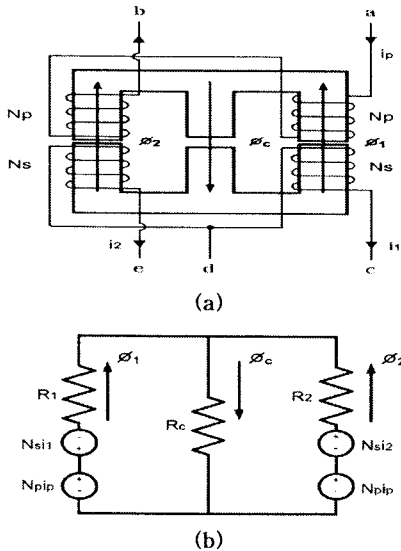 b a
ip
Np Np
ø2 øc ø1
Ns Ns
i2 i1
e d c
(a)
ø1 øc ø2
R1 Rc R2
Nsi1 Nsi2
Npip Npip
(b)